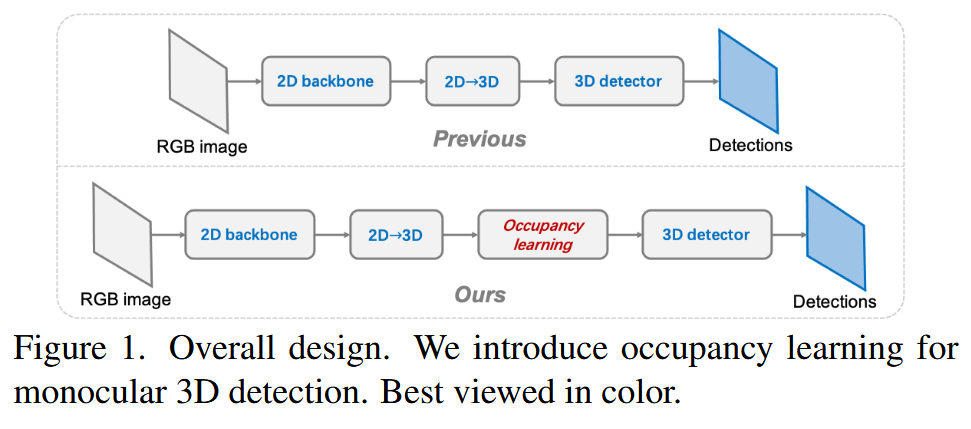 2D backbone
2D→3D
3D detector
RGB image
Previous
Detections
2D backbone
2D→3D
Occupancy
learning
3D detector
RGB image
Ours
Detections
Figure 1. Overall design. We introduce occupancy learning for
monocular 3D detection. Best viewed in color.